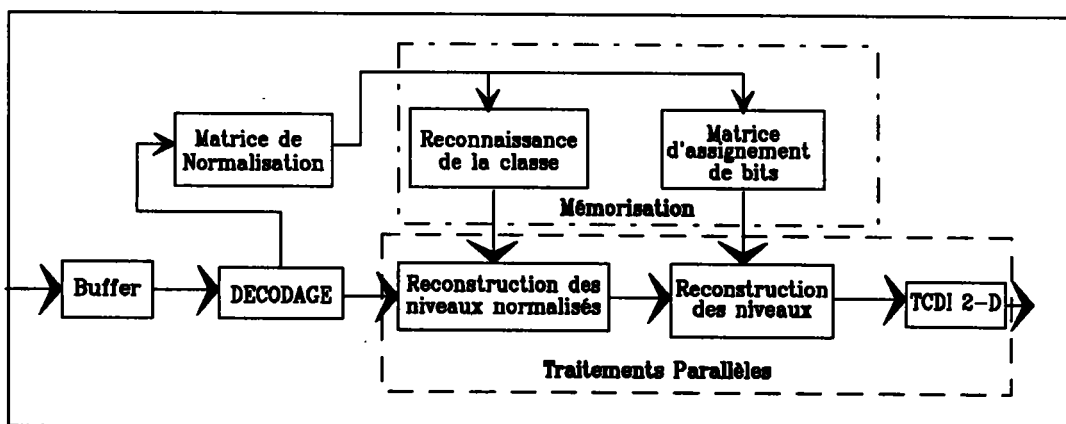 Matrice de
Normalisation
Reconnaissance
de la classe
Matrice
d'assignement
de bits
Mémorisation
Buffer
DECODAGE
Reconstruction des
niveaux normalisés
Reconstruction
des niveaux
TCDI 2-D
Traitements Parallèles